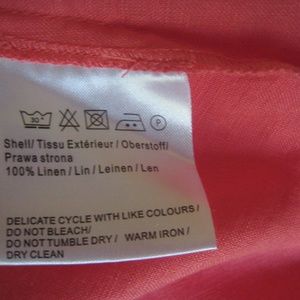 30 P
Shell/ Tissu Extérieur / Oberstoff/
Prawa strona
100% Linen / Lin / Leinen / Len
DELICATE CYCLE WITH LIKE COLOURS /
DO NOT BLEACH/
DO NOT TUMBLE DRY / WARM IRON /
DRY CLEAN